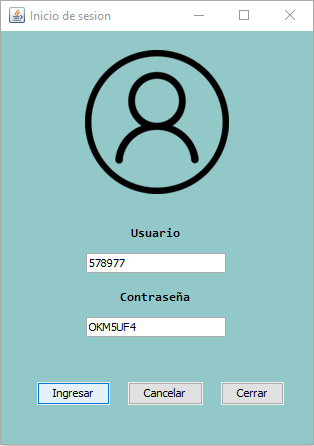 Inicio de sesion
Usuario
578977
Contraseña
OKM5UF4
Ingresar Cancelar Cerrar